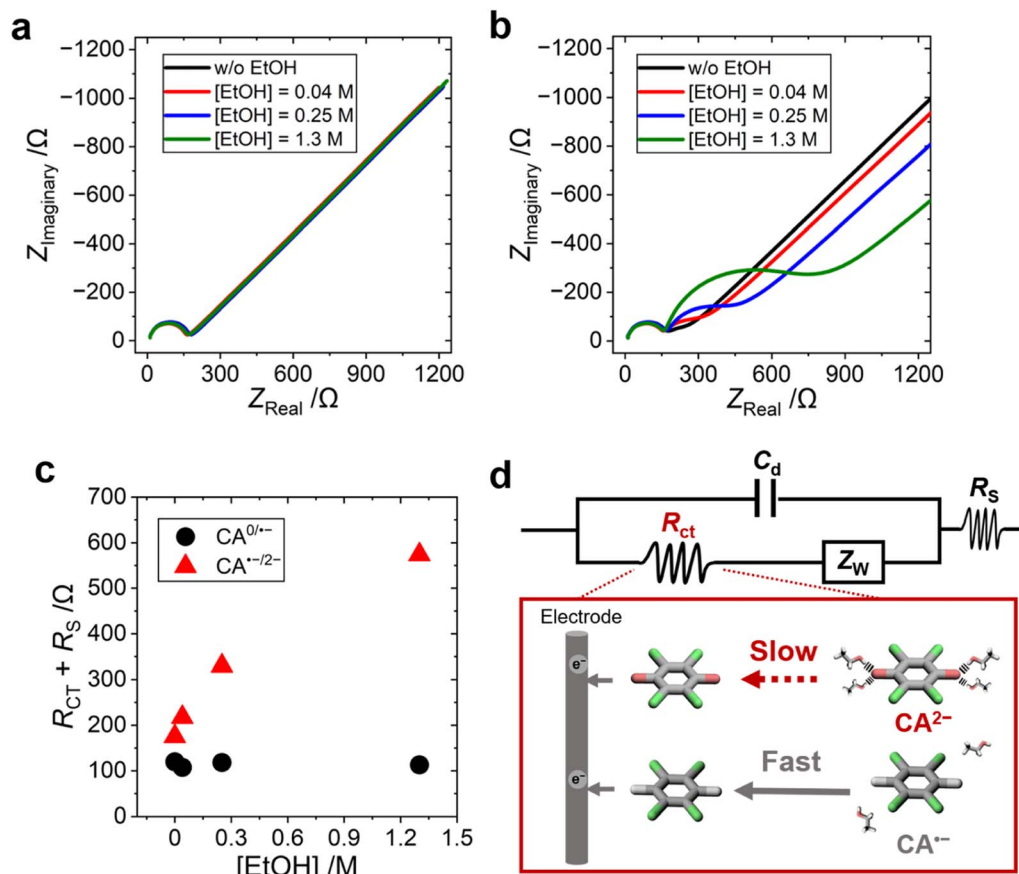 a
−1200
−1000
−800
−600
−400
−200
0
Z_Imaginary /Ω
w/o EtOH
[EtOH] = 0.04 M
[EtOH] = 0.25 M
[EtOH] = 1.3 M
0 300 600 900 1200
Z_Real /Ω
b
−1200
−1000
−800
−600
−400
−200
0
Z_Imaginary /Ω
w/o EtOH
[EtOH] = 0.04 M
[EtOH] = 0.25 M
[EtOH] = 1.3 M
0 300 600 900 1200
Z_Real /Ω
c
700
600
500
400
300
200
100
0
R_CT + R_S /Ω
CA^0/•−
CA^•−/2−
0 0.3 0.6 0.9 1.2 1.5
[EtOH] /M
d
C_d
R_S
R_ct
Z_W
Electrode
e⁻
Slow
CA²⁻
e⁻
Fast
CA^•−